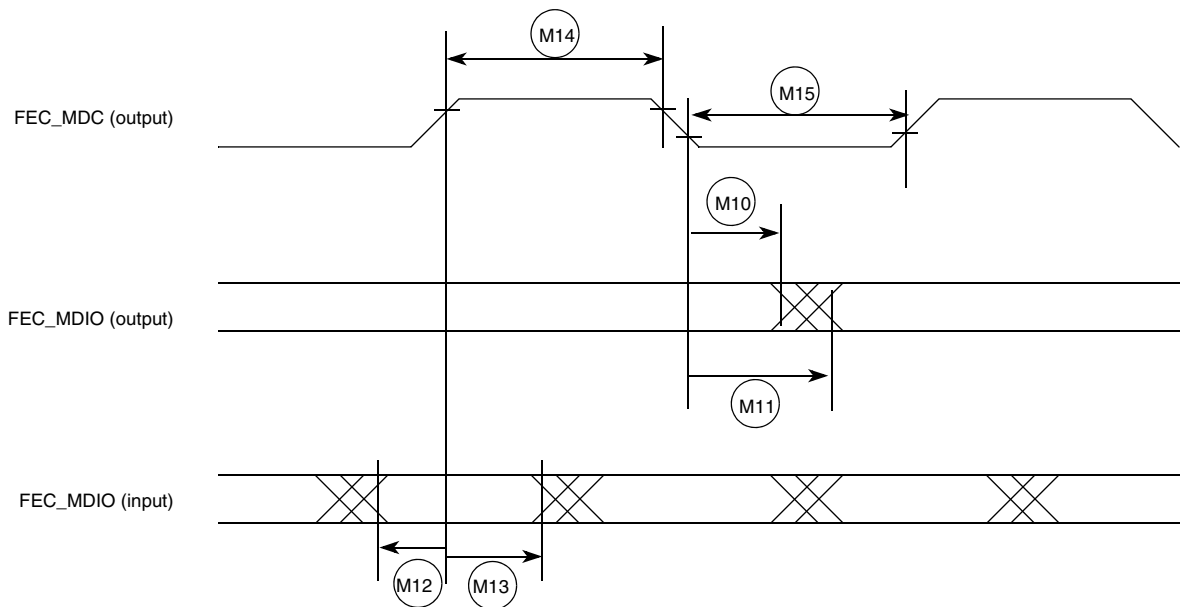 M14
M15
FEC_MDC (output)
M10
FEC_MDIO (output)
M11
FEC_MDIO (input)
M12
M13